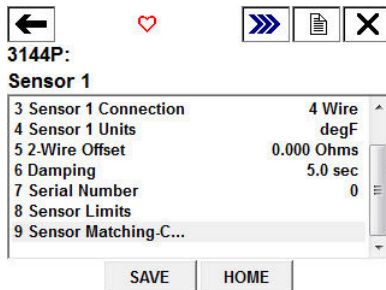 3144P:
Sensor 1
3 Sensor 1 Connection 4 Wire
4 Sensor 1 Units degF
5 2-Wire Offset 0.000 Ohms
6 Damping 5.0 sec
7 Serial Number 0
8 Sensor Limits
9 Sensor Matching-C...
SAVE HOME